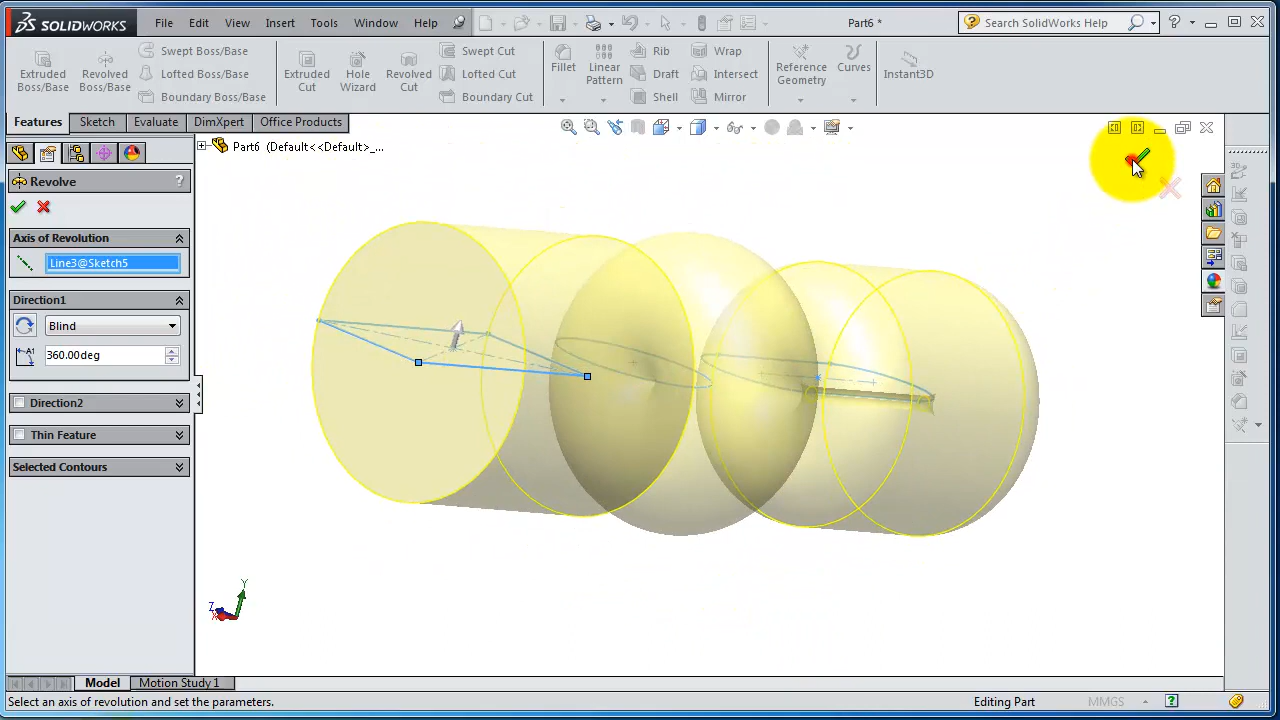 SOLIDWORKS File Edit View Insert Tools Window Help Part6 * Search SolidWorks Help
Extruded Boss/Base
Revolved Boss/Base
Swept Boss/Base
Lofted Boss/Base
Boundary Boss/Base
Extruded Cut
Hole Wizard
Revolved Cut
Swept Cut
Lofted Cut
Boundary Cut
Fillet
Linear Pattern
Rib
Draft
Shell
Wrap
Intersect
Mirror
Reference Geometry
Curves
Instant3D
Features Sketch Evaluate DimXpert Office Products
Part6 (Default<<Default>_...
Revolve ?
Axis of Revolution
Line3@Sketch5
Direction1
Blind
A1 360.00deg
Direction2
Thin Feature
Selected Contours
Y
Z
X
Model Motion Study 1
Select an axis of revolution and set the parameters. Editing Part MMGS ?